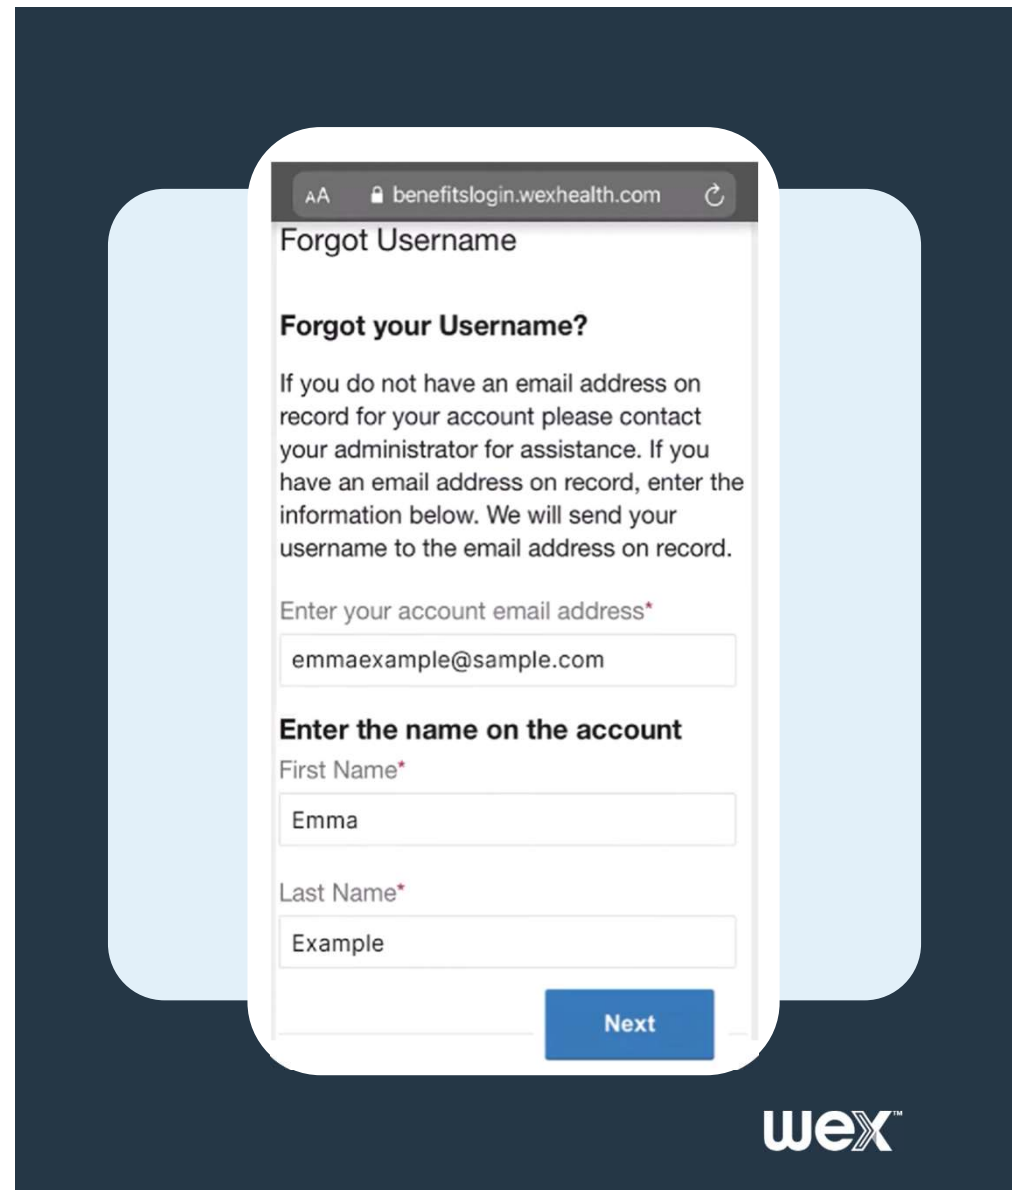 AA benefitslogin.wexhealth.com
Forgot Username
Forgot your Username?
If you do not have an email address on
record for your account please contact
your administrator for assistance. If you
have an email address on record, enter the
information below. We will send your
username to the email address on record.
Enter your account email address*
emmaexample@sample.com
Enter the name on the account
First Name*
Emma
Last Name*
Example
Next
wex™